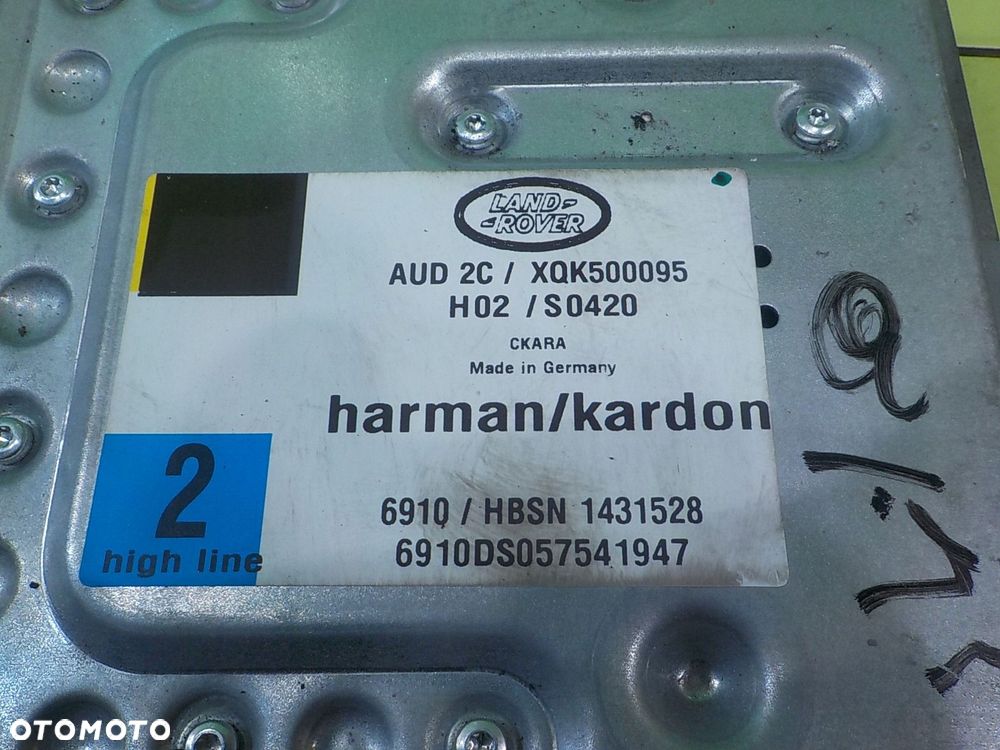 LAND-
-ROVER
AUD 2C / XQK500095
H02 / S0420
CKARA
Made in Germany
harman/kardon
2
high line
6910 / HBSN 1431528
6910DS057541947
OTOMOTO